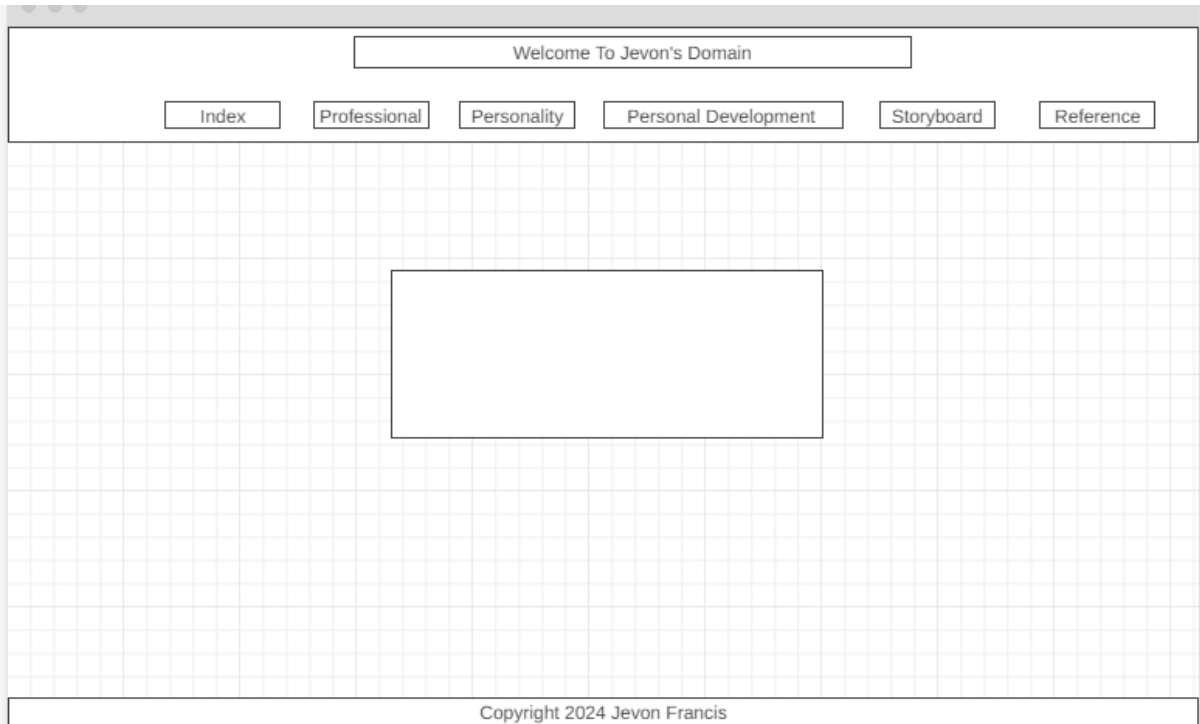 Welcome To Jevon's Domain
Index Professional Personality Personal Development Storyboard Reference
Copyright 2024 Jevon Francis